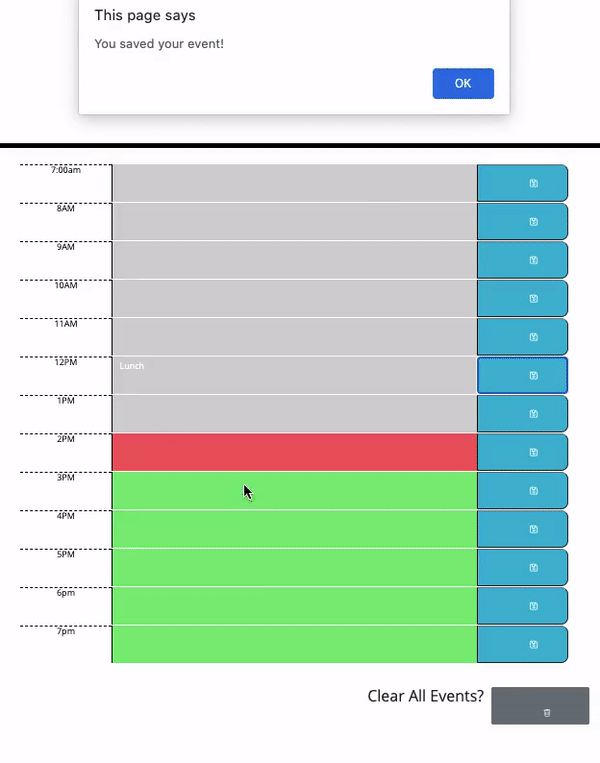 This page says
You saved your event!
OK
7:00am
8AM
9AM
10AM
11AM
12PM
Lunch
1PM
2PM
3PM
4PM
5PM
6pm
7pm
Clear All Events?